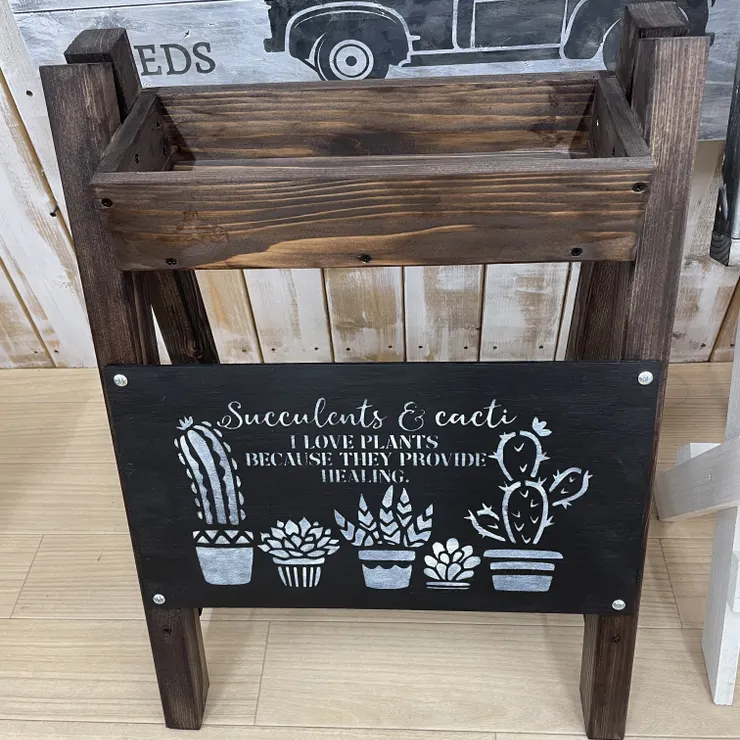 EDS
Succulents & cacti
I LOVE PLANTS
BECAUSE THEY PROVIDE
HEALING.